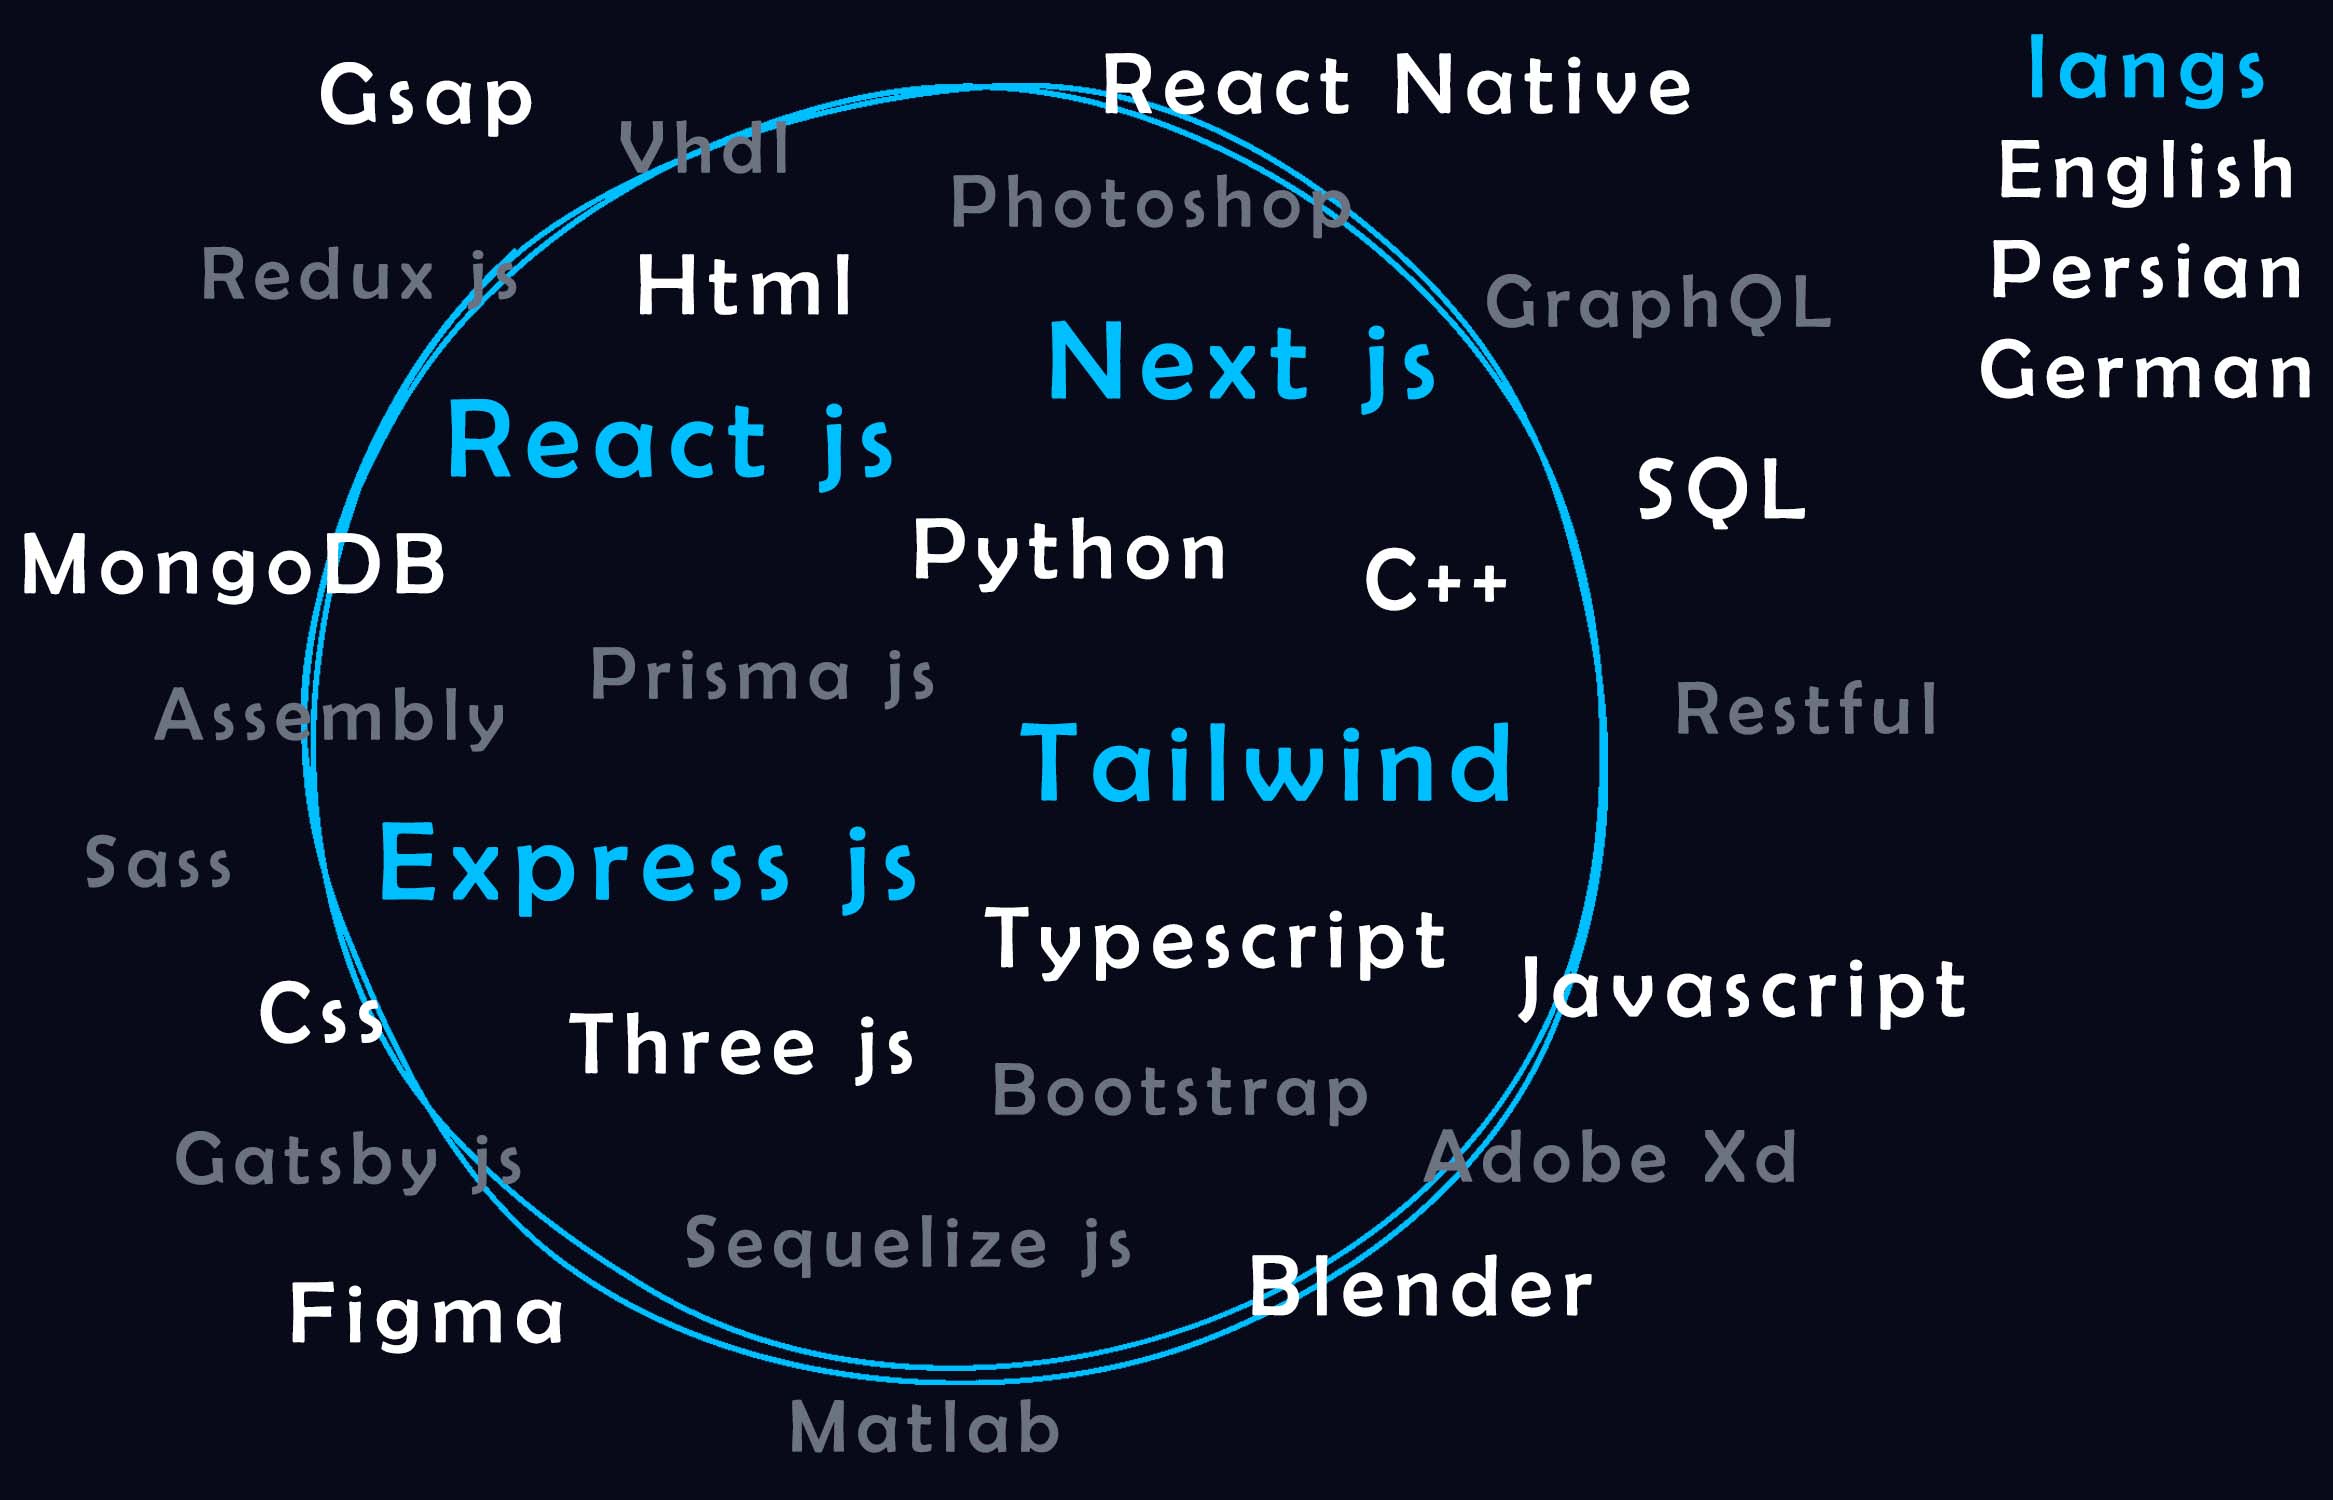 Gsap
React Native
langs
Vhdl
English
Photoshop
Redux js
Html
Persian
GraphQL
Next js
German
React js
SQL
Python
MongoDB
C++
Prisma js
Assembly
Restful
Tailwind
Sass
Express js
Typescript
Javascript
Css
Three js
Bootstrap
Gatsby js
Adobe Xd
Sequelize js
Blender
Figma
Matlab